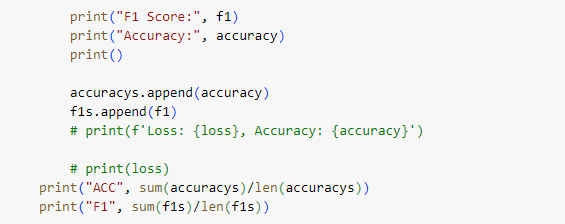 print("F1 Score:", f1)
print("Accuracy:", accuracy)
print()
accuracys.append(accuracy)
f1s.append(f1)
# print(f'Loss: {loss}, Accuracy: {accuracy}')
# print(loss)
print("ACC", sum(accuracys)/len(accuracys))
print("F1", sum(f1s)/len(f1s))